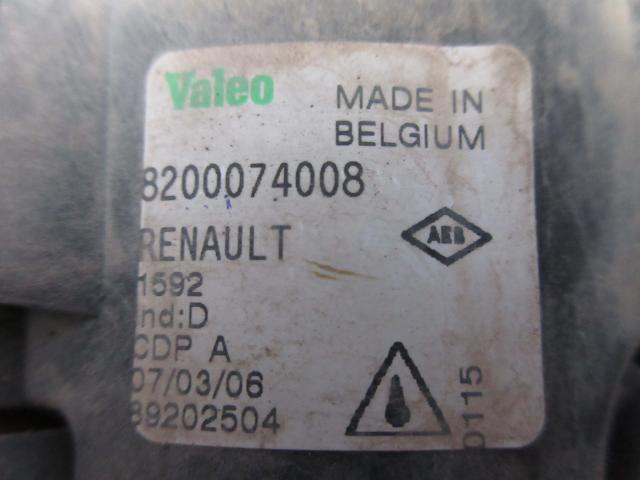 Valeo
MADE IN
BELGIUM
8200074008
RENAULT
AEB
1592
Ind:D
CDP A
07/03/06
89202504
0115